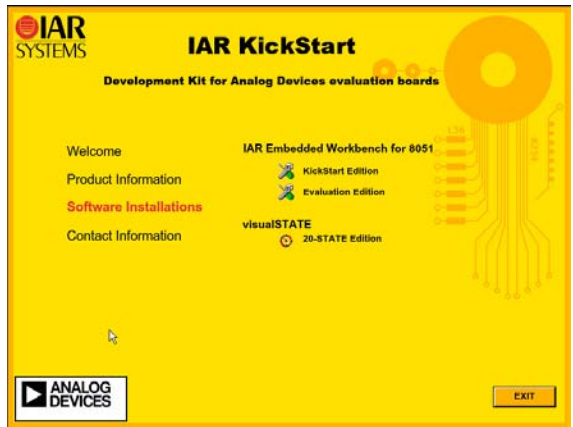 IAR
SYSTEMS
IAR KickStart
Development Kit for Analog Devices evaluation boards
Welcome
Product Information
Software Installations
Contact Information
IAR Embedded Workbench for 8051
KickStart Edition
Evaluation Edition
visualSTATE
20-STATE Edition
L36
ANALOG
DEVICES
EXIT